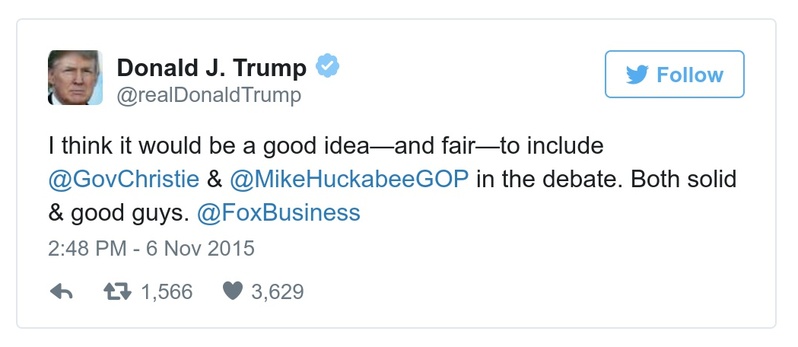 Donald J. Trump
@realDonaldTrump
Follow
I think it would be a good idea—and fair—to include
@GovChristie & @MikeHuckabeeGOP in the debate. Both solid
& good guys. @FoxBusiness
2:48 PM - 6 Nov 2015
1,566 3,629